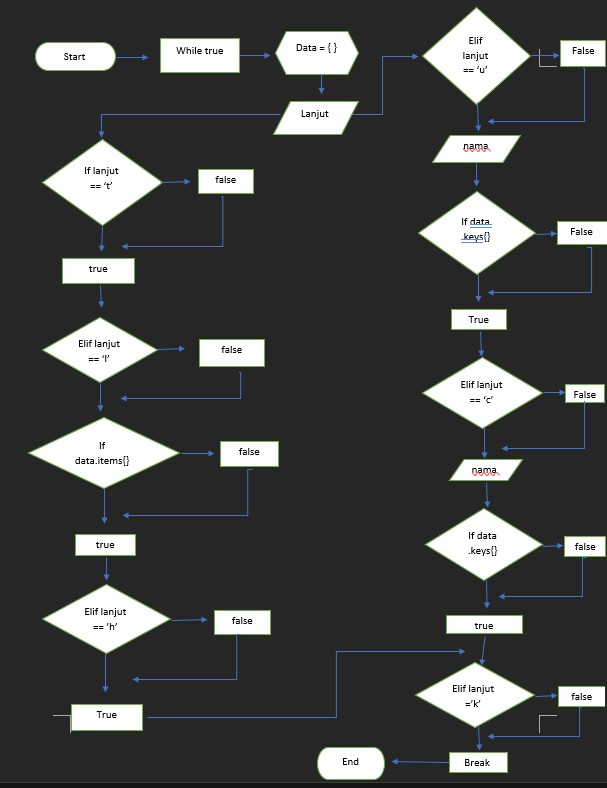 Start
While true
Data = { }
Lanjut
If lanjut
== ‘t’
false
true
Elif lanjut
== ‘l’
false
If
data.items{}
false
true
Elif lanjut
== ‘h’
false
True
Elif
lanjut
== ‘u’
False
nama
If data
.keys{}
False
True
Elif lanjut
== ‘c’
False
nama
If data
.keys{}
false
true
Elif lanjut
=‘k’
false
Break
End